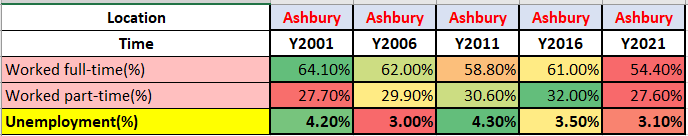 Location Ashbury Ashbury Ashbury Ashbury Ashbury
Time Y2001 Y2006 Y2011 Y2016 Y2021
Worked full-time(%) 64.10% 62.00% 58.80% 61.00% 54.40%
Worked part-time(%) 27.70% 29.90% 30.60% 32.00% 27.60%
Unemployment(%) 4.20% 3.00% 4.30% 3.50% 3.10%